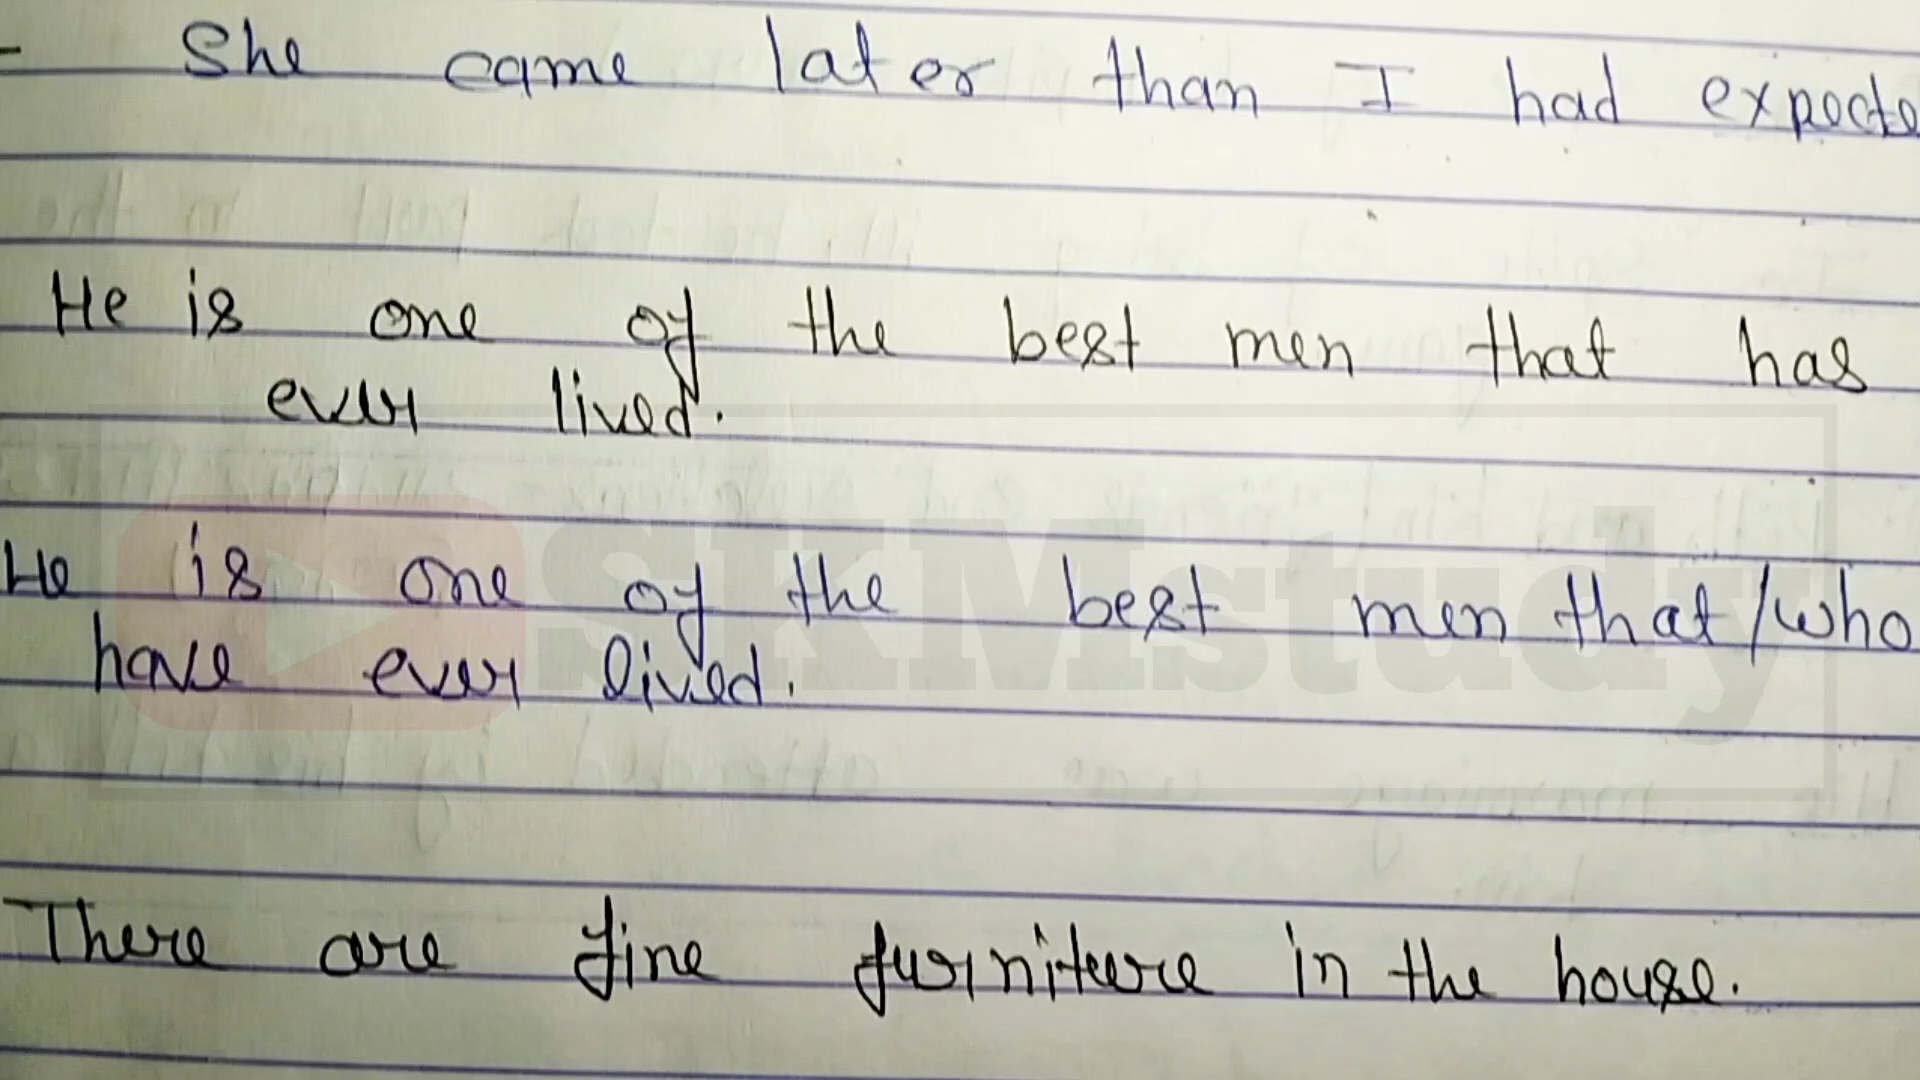 - She came later than I had expecte
He is one of the best men that has
ever lived.
SKMstudy
He is one of the best men that/who
have ever lived.
There are fine furniture in the house.